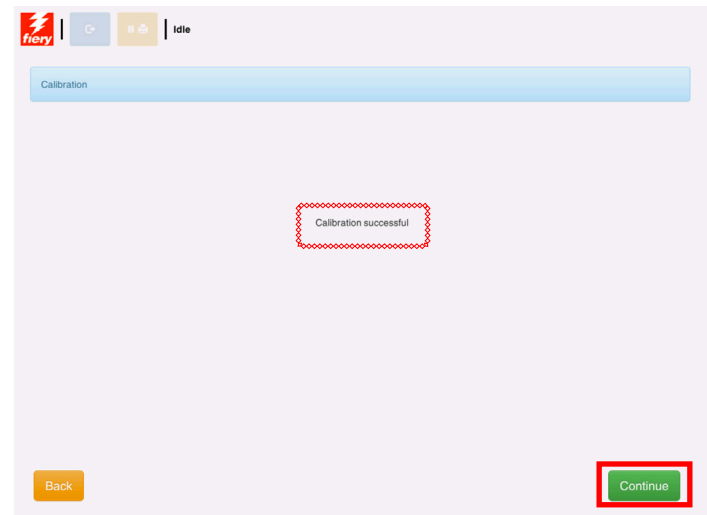 fiery
Idle
Calibration
Calibration successful
Back
Continue